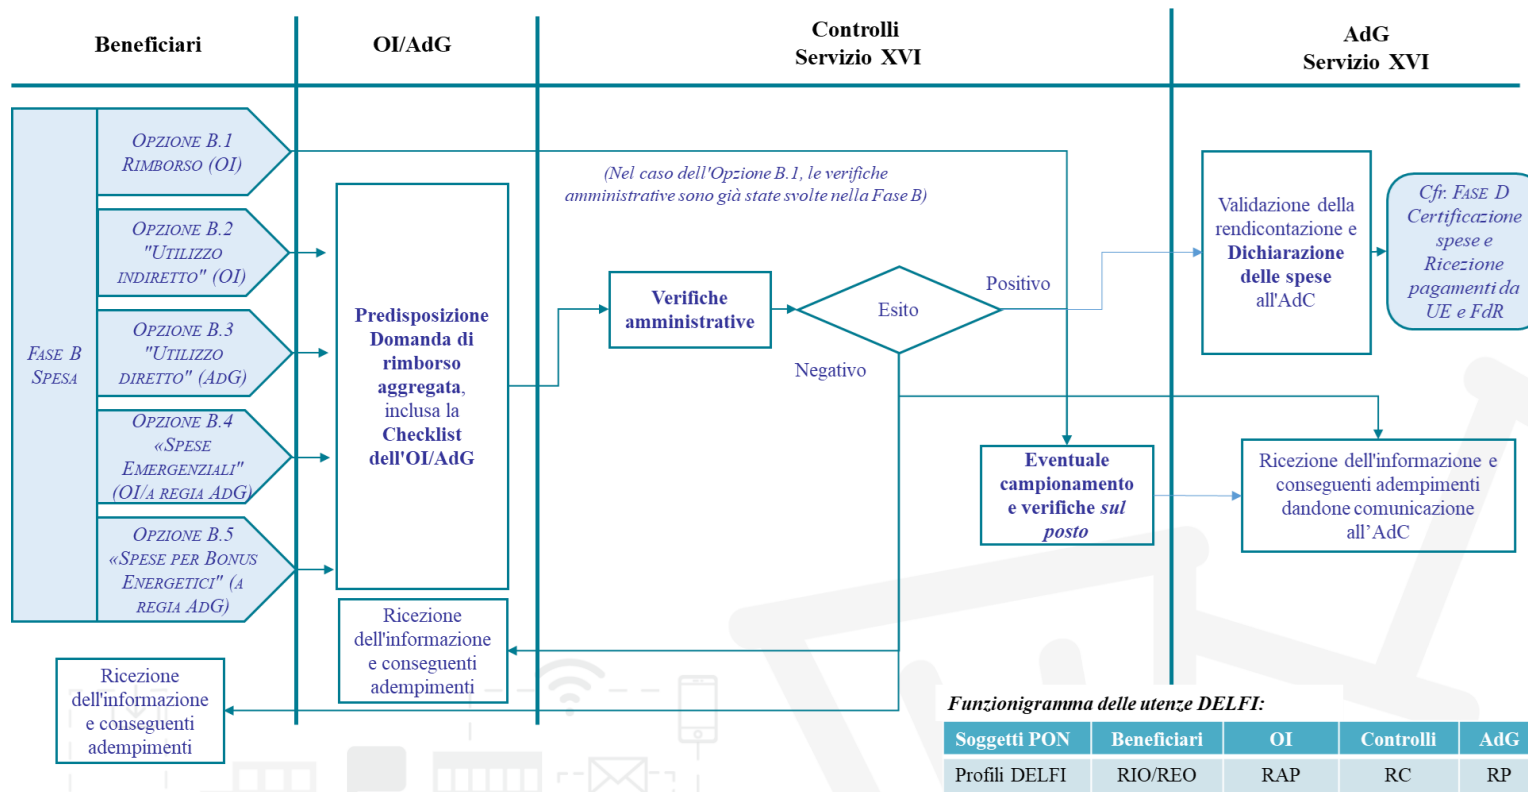 Beneficiari
OI/AdG
Controlli
Servizio XVI
AdG
Servizio XVI
FASE B
SPESA
OPZIONE B.1
RIMBORSO (OI)
OPZIONE B.2
"UTILIZZO
INDIRETTO" (OI)
OPZIONE B.3
"UTILIZZO
DIRETTO" (ADG)
OPZIONE B.4
«SPESE
EMERGENZIALI"
(OI/A REGIA ADG)
OPZIONE B.5
«SPESE PER BONUS
ENERGETICI" (A
REGIA ADG)
Predisposizione
Domanda di
rimborso
aggregata,
inclusa la
Checklist
dell'OI/AdG
(Nel caso dell'Opzione B.1, le verifiche
amministrative sono già state svolte nella Fase B)
Verifiche
amministrative
Esito
Positivo
Negativo
Validazione della
rendicontazione e
Dichiarazione
delle spese
all'AdC
Cfr. FASE D
Certificazione
spese e
Ricezione
pagamenti da
UE e FdR
Eventuale
campionamento
e verifiche sul
posto
Ricezione dell'informazione e
conseguenti adempimenti
dandone comunicazione
all’AdC
Ricezione
dell'informazione
e conseguenti
adempimenti
Ricezione
dell'informazione
e conseguenti
adempimenti
Funzionigramma delle utenze DELFI:
Soggetti PON Beneficiari OI Controlli AdG
Profili DELFI RIO/REO RAP RC RP